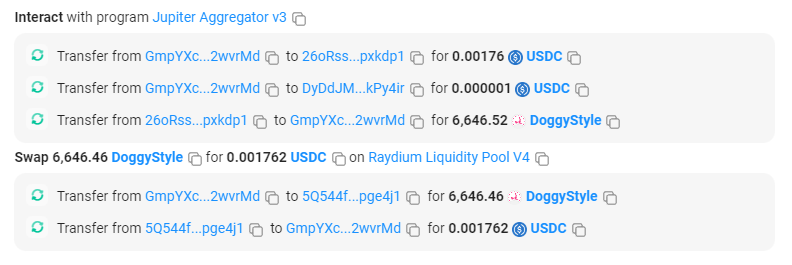 Interact with program Jupiter Aggregator v3
Transfer from GmpYXc...2wvrMd to 26oRss...pxkdp1 for 0.00176 USDC
Transfer from GmpYXc...2wvrMd to DyDdJM...kPy4ir for 0.000001 USDC
Transfer from 26oRss...pxkdp1 to GmpYXc...2wvrMd for 6,646.52 DoggyStyle
Swap 6,646.46 DoggyStyle for 0.001762 USDC on Raydium Liquidity Pool V4
Transfer from GmpYXc...2wvrMd to 5Q544f...pge4j1 for 6,646.46 DoggyStyle
Transfer from 5Q544f...pge4j1 to GmpYXc...2wvrMd for 0.001762 USDC